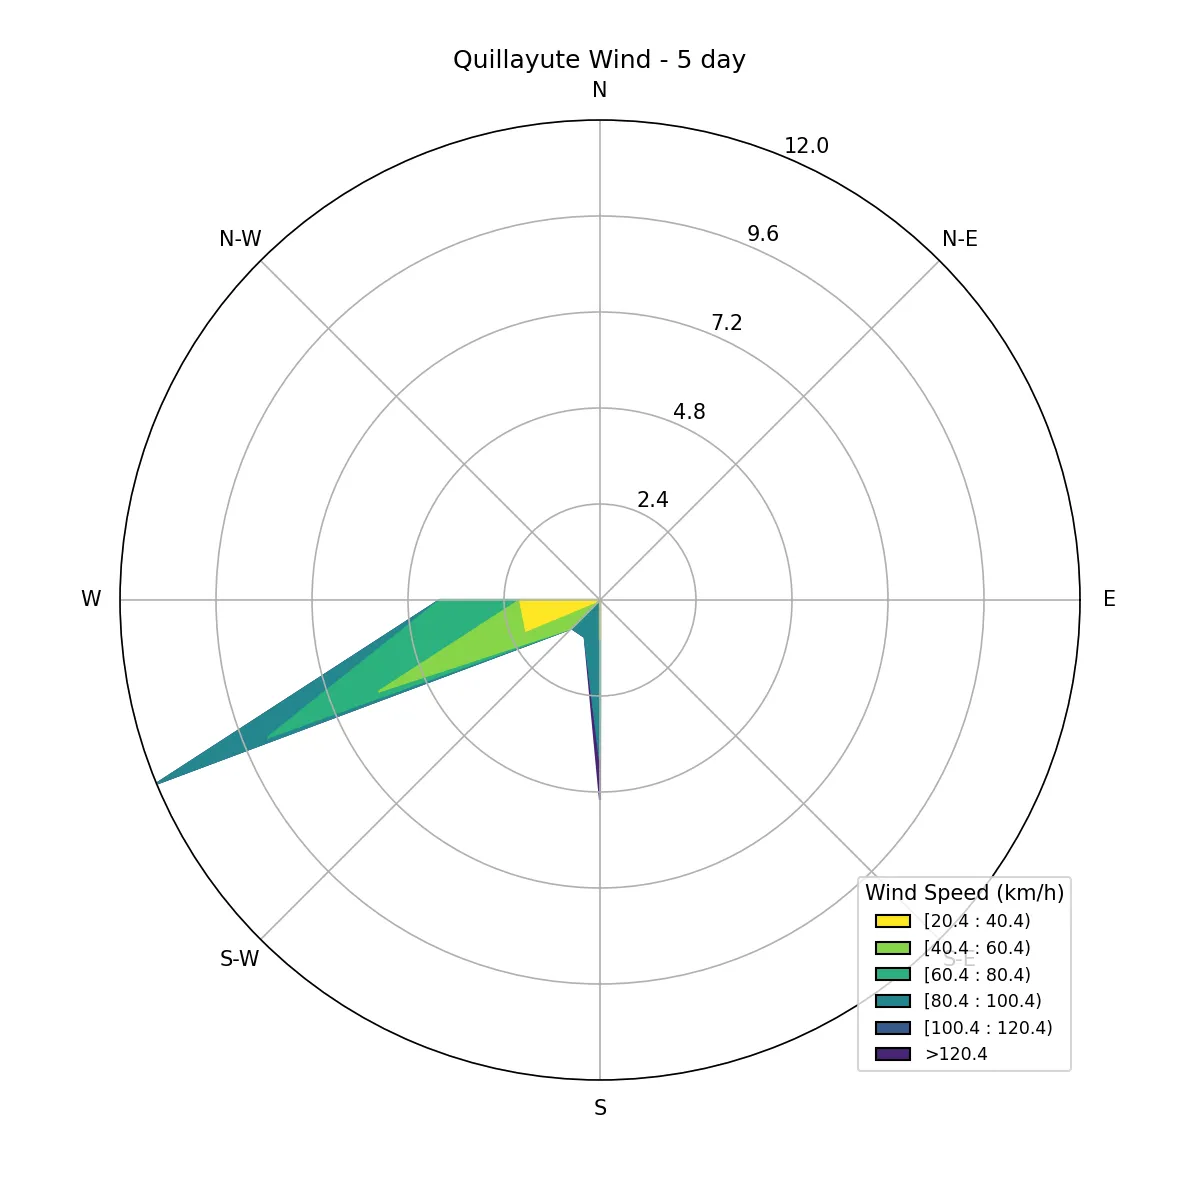 Quillayute Wind - 5 day
N
12.0
N-W
9.6
N-E
7.2
4.8
2.4
W
E
Wind Speed (km/h)
[20.4 : 40.4)
[40.4 : 60.4)
S-W
S-E
[60.4 : 80.4)
[80.4 : 100.4)
[100.4 : 120.4)
>120.4
S